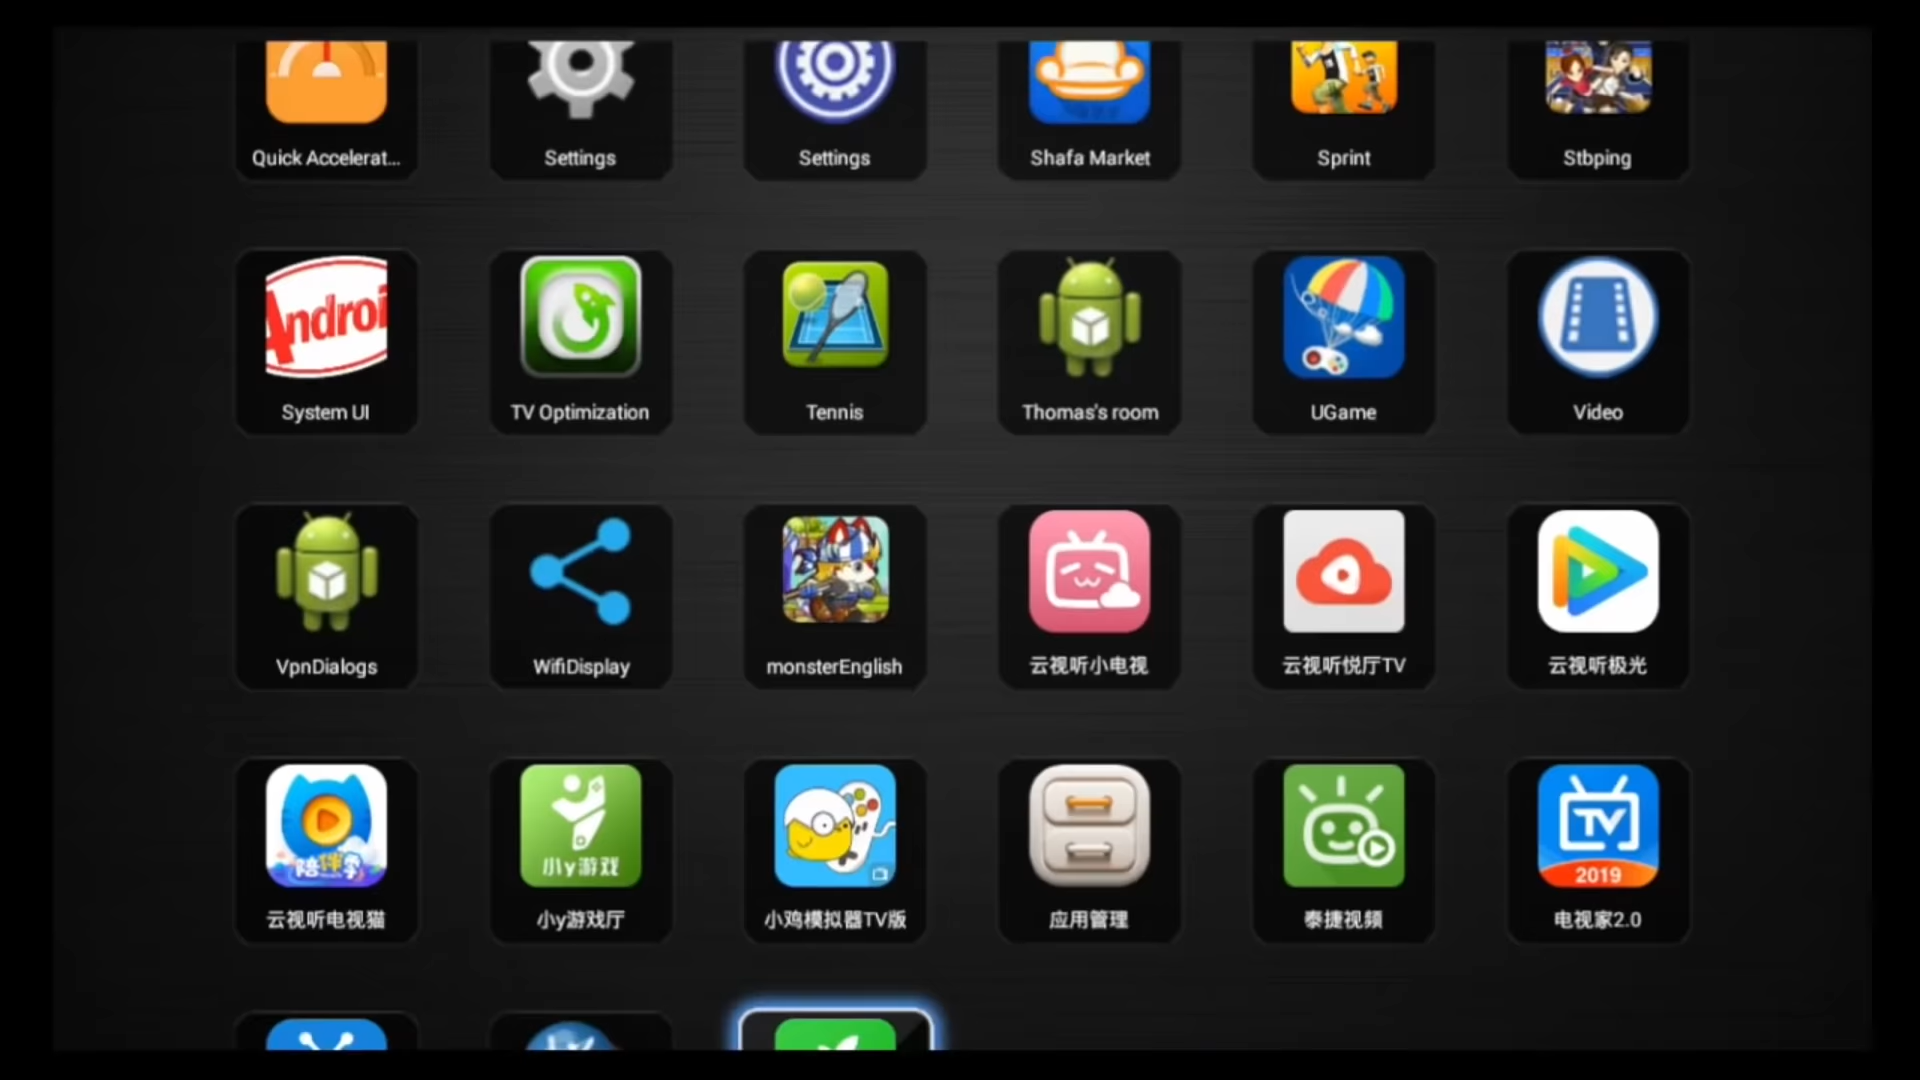 Quick Accelerat...
Settings
Settings
Shafa Market
Sprint
Stbping
Androi
System UI
TV Optimization
Tennis
Thomas's room
UGame
Video
VpnDialogs
WifiDisplay
monsterEnglish
云视听小电视
云视听悦厅TV
云视听极光
陪伴季
小y游戏
TV
2019
云视听电视猫
小y游戏厅
小鸡模拟器TV版
应用管理
泰捷视频
电视家2.0